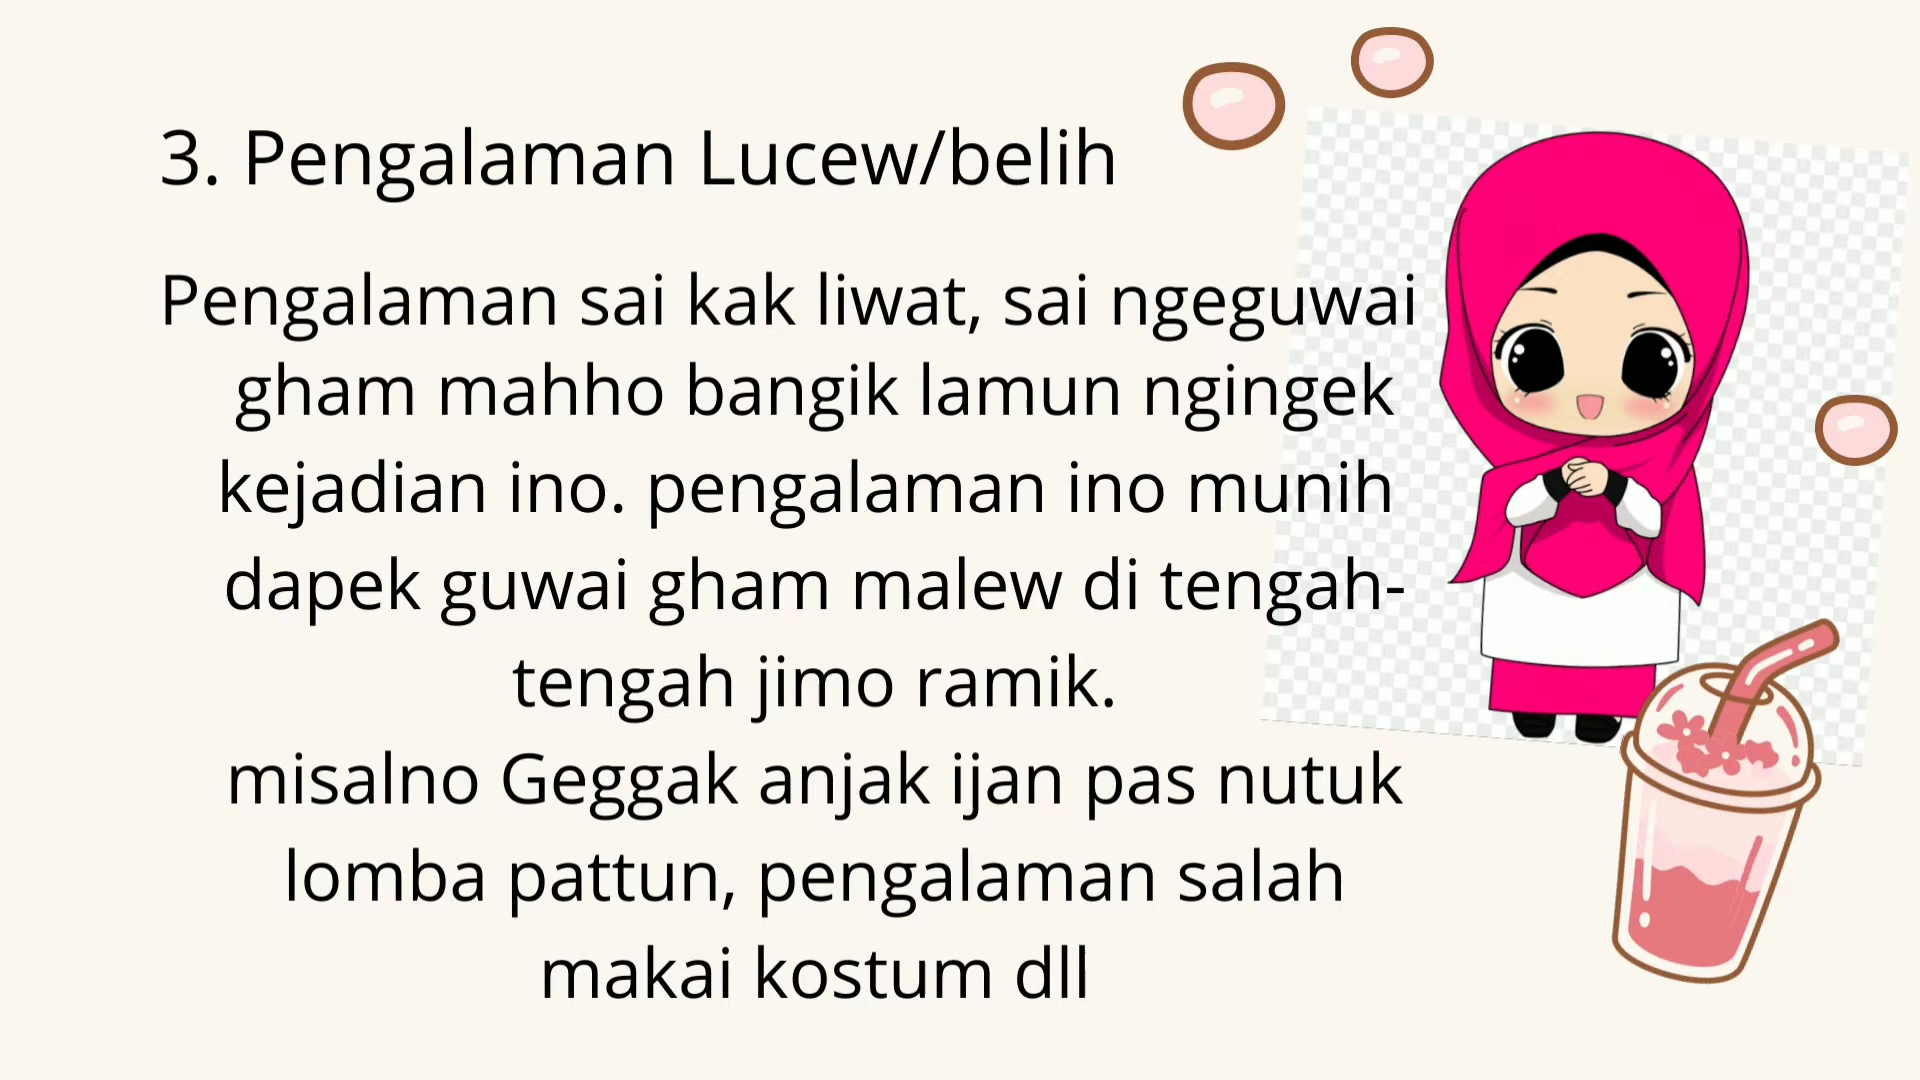 3. Pengalaman Lucew/belih
Pengalaman sai kak liwat, sai ngeguwai
gham mahho bangik lamun ngingek
kejadian ino. pengalaman ino munih
dapek guwai gham malew di tengah-
tengah jimo ramik.
misalno Geggak anjak ijan pas nutuk
lomba pattun, pengalaman salah
makai kostum dll